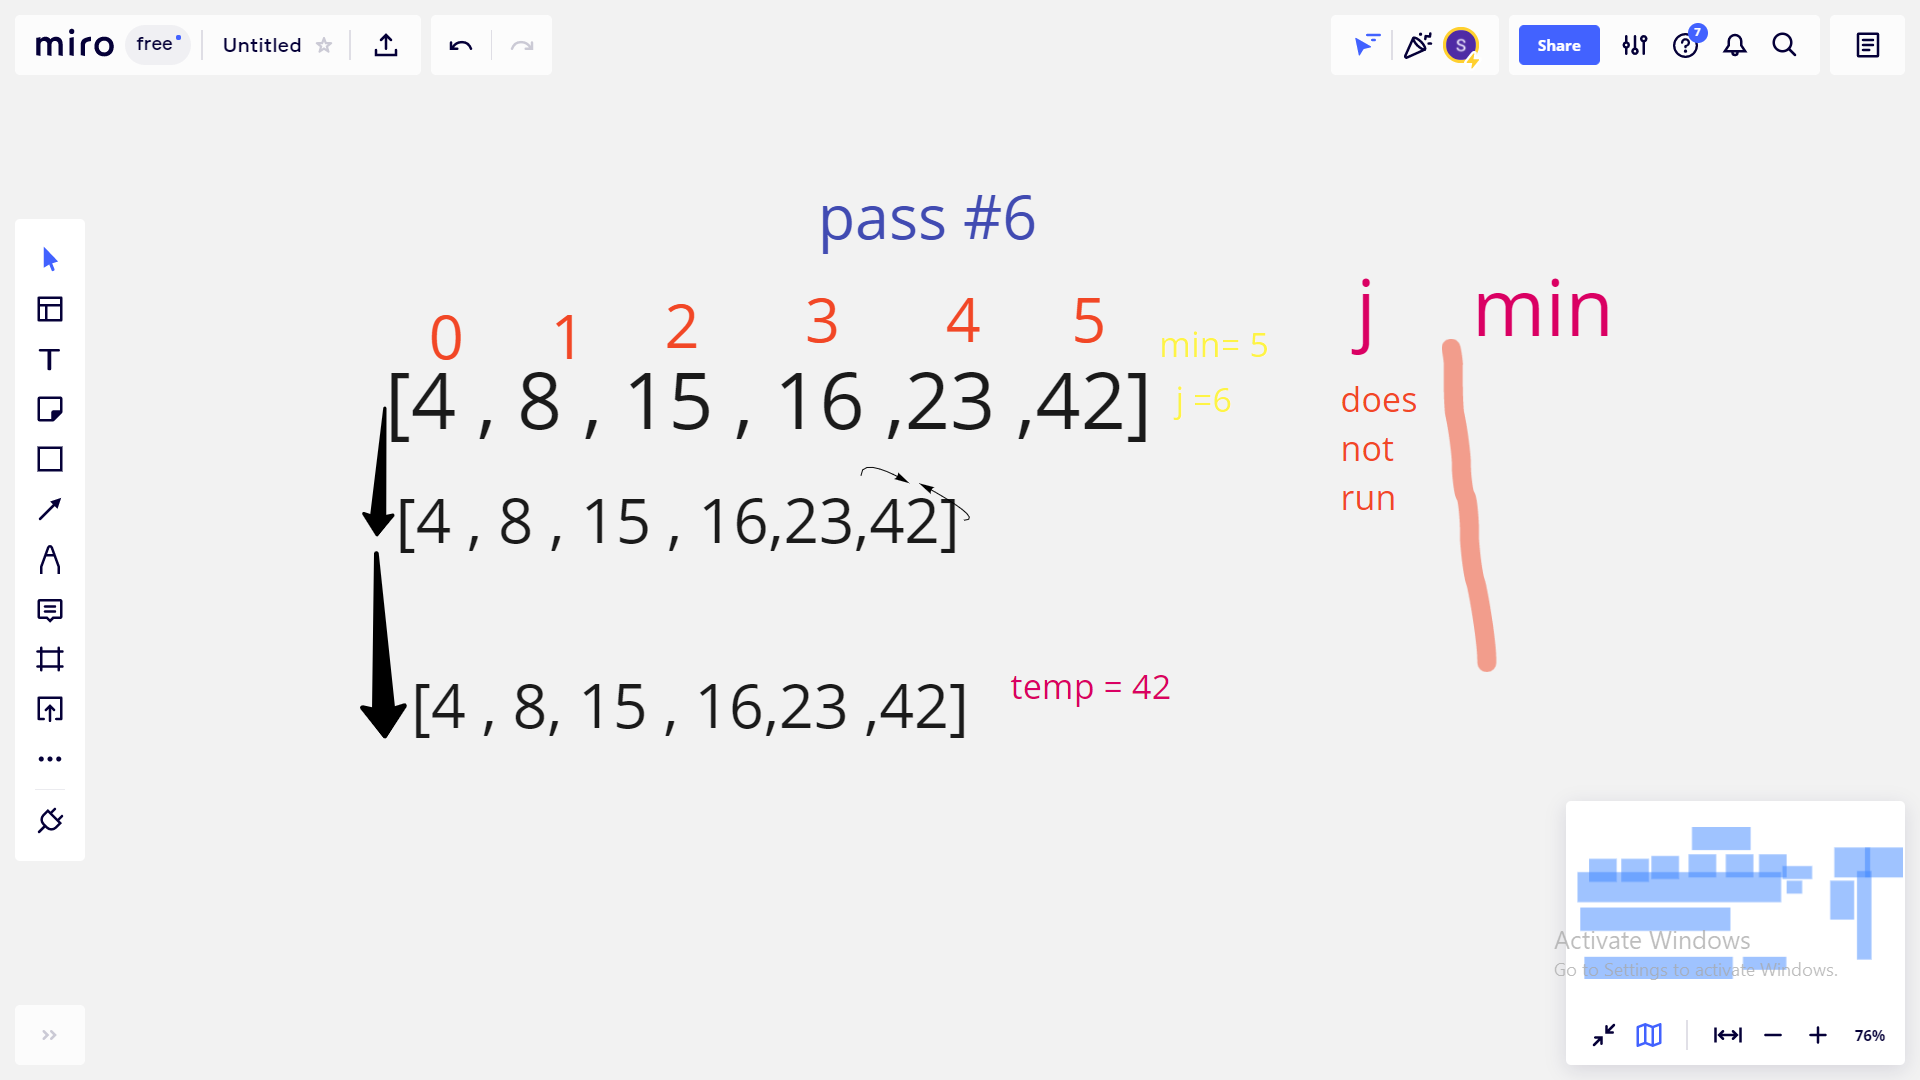 miro free Untitled
S Share 7
pass #6
j min
0 1 2 3 4 5
min= 5
[4 , 8 , 15 , 16 ,23 ,42]
j =6
does
not
run
[4 , 8 , 15 , 16,23,42]
[4 , 8, 15 , 16,23 ,42]
temp = 42
T
Activate Windows
Go to Settings to activate Windows.
76%